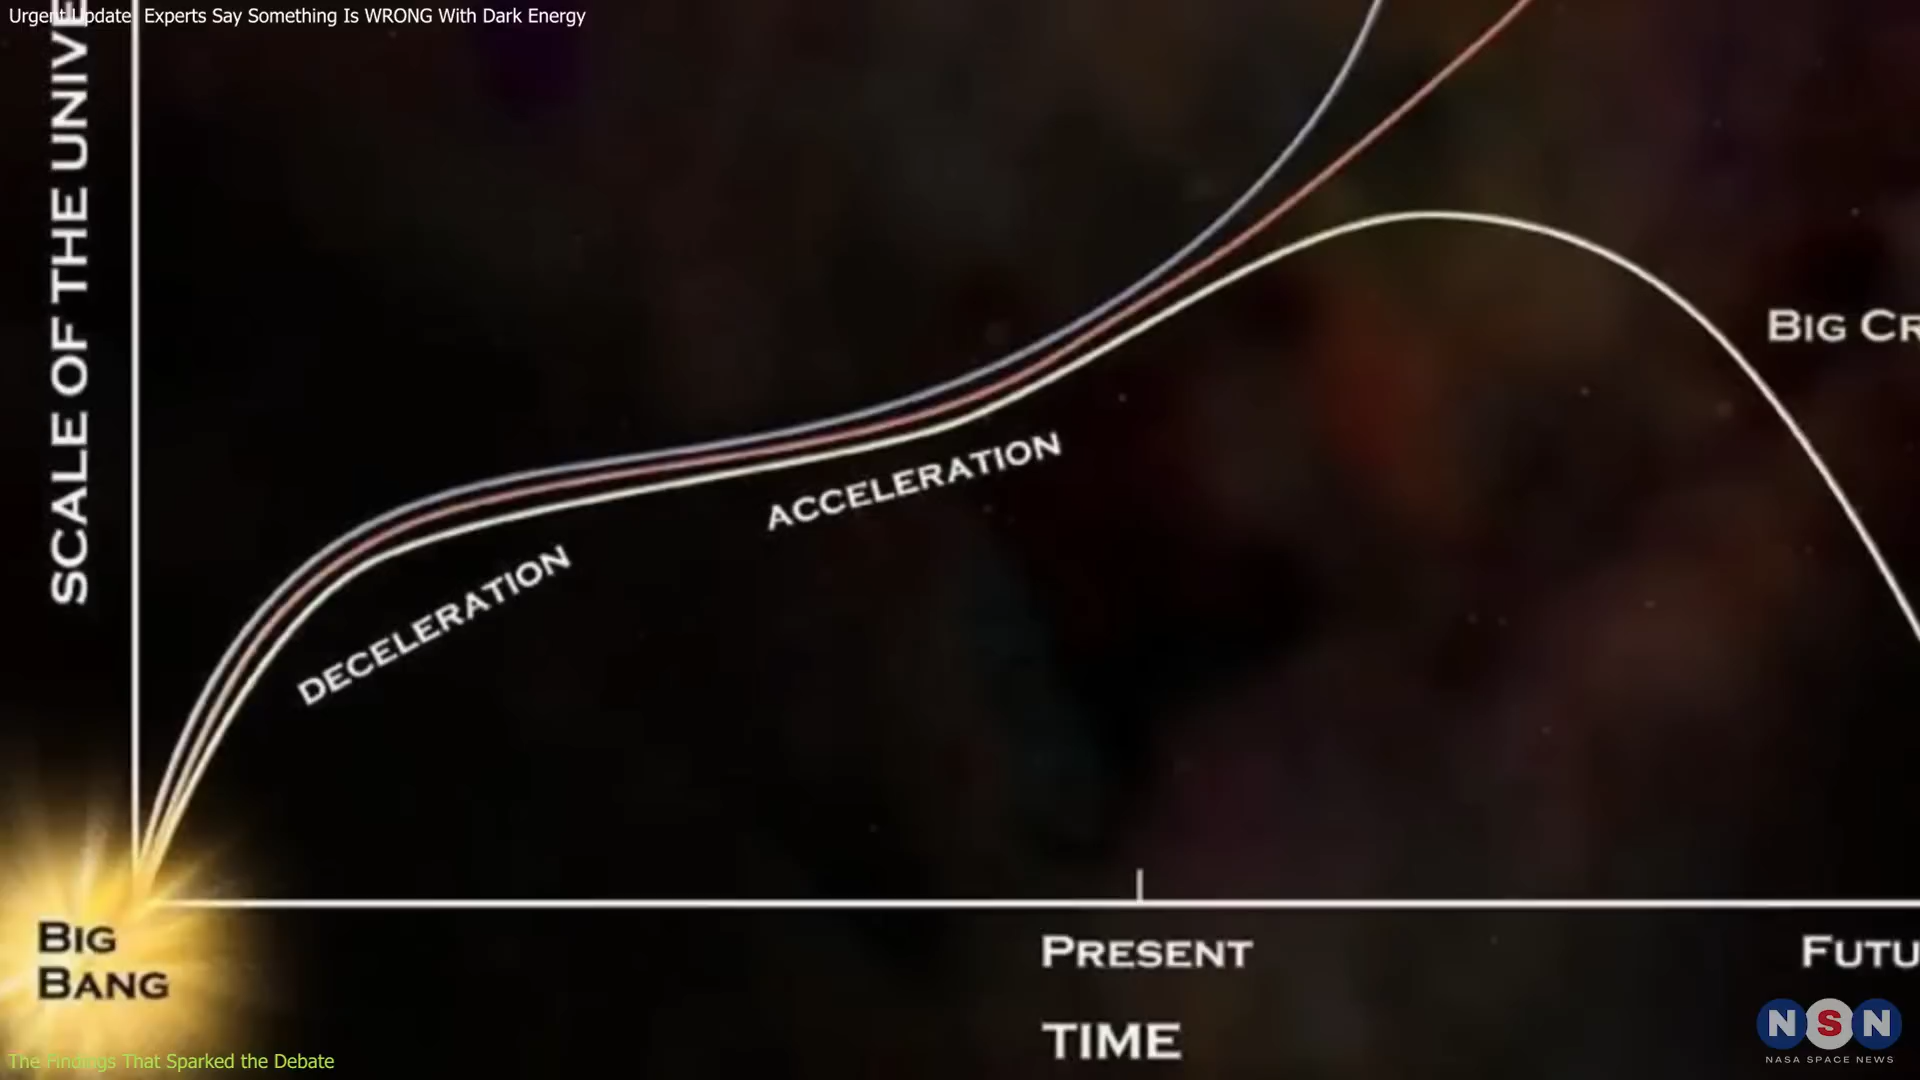 Urgent Update: Experts Say Something Is WRONG With Dark Energy
SCALE OF THE UNIVE
BIG CR
ACCELERATION
DECELERATION
BIG
BANG
PRESENT
FUTU
TIME
NSN
NASA SPACE NEWS
The Findings That Sparked the Debate